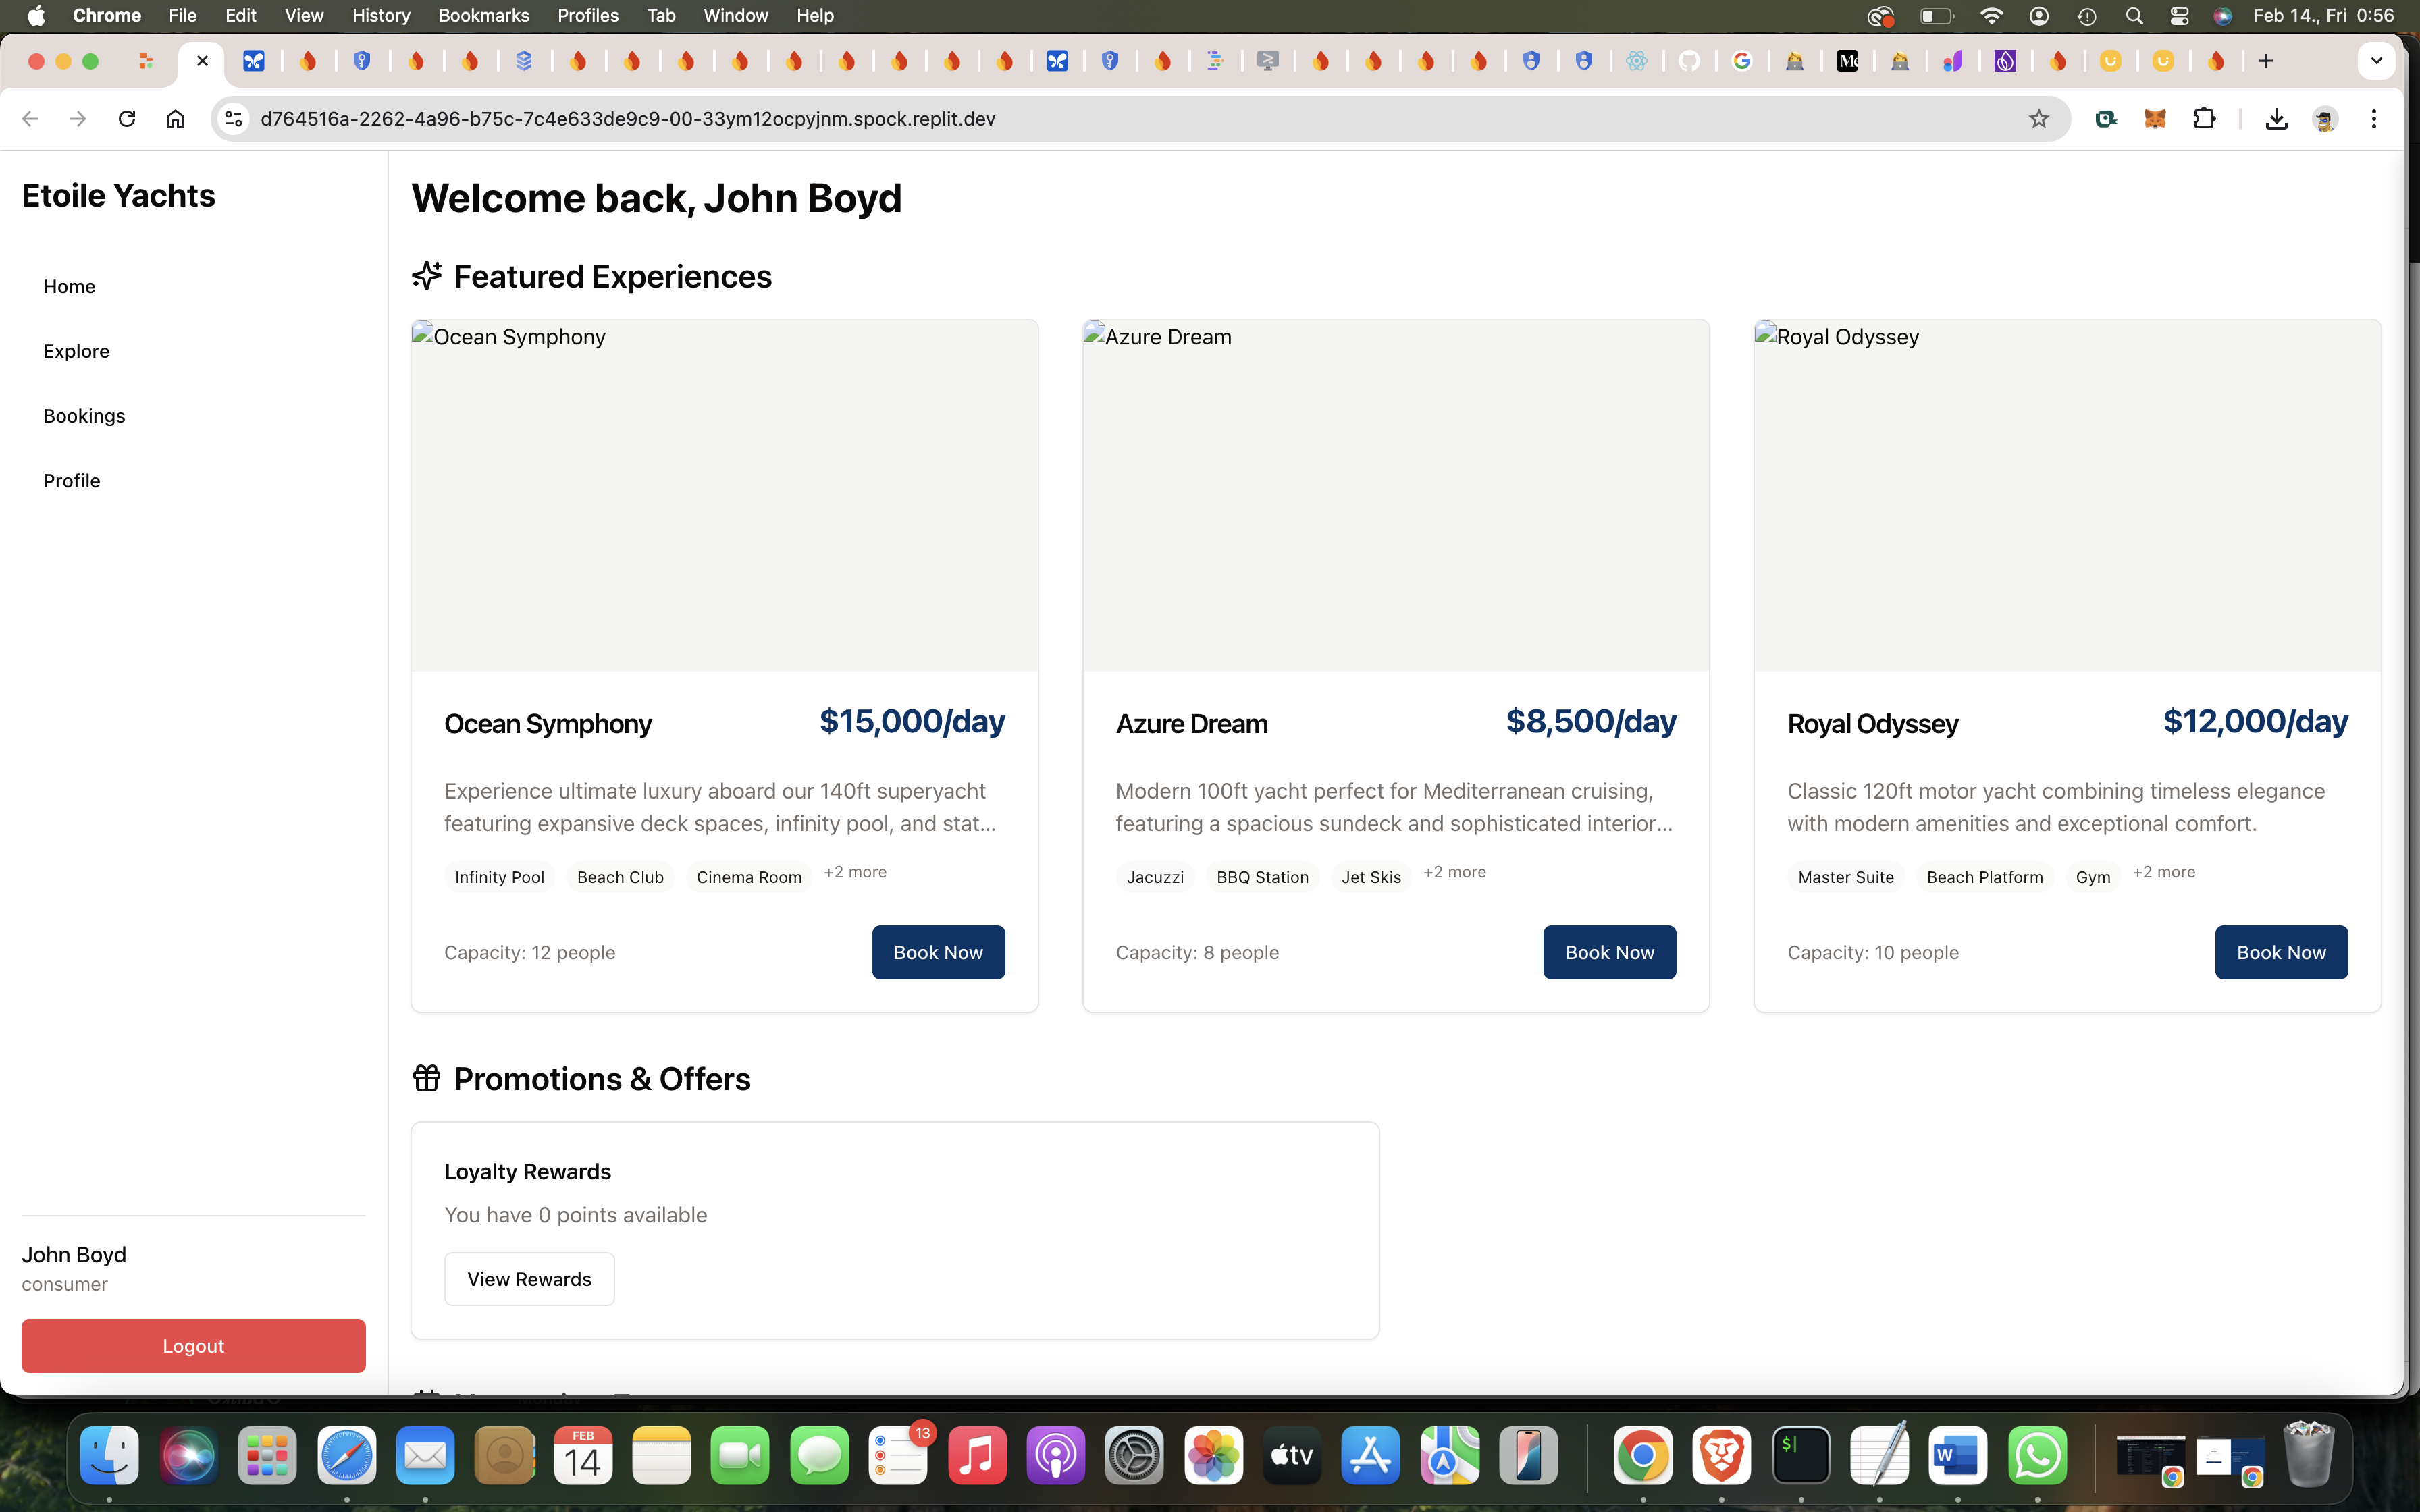 Chrome File Edit View History Bookmarks Profiles Tab Window Help
Feb 14., Fri 0:56
d764516a-2262-4a96-b75c-7c4e633de9c9-00-33ym12ocpyjnm.spock.replit.dev
Etoile Yachts
Home
Explore
Bookings
Profile
John Boyd
consumer
Logout
Welcome back, John Boyd
Featured Experiences
Ocean Symphony
Ocean Symphony
$15,000/day
Experience ultimate luxury aboard our 140ft superyacht
featuring expansive deck spaces, infinity pool, and stat...
Infinity Pool Beach Club Cinema Room +2 more
Capacity: 12 people
Book Now
Azure Dream
Azure Dream
$8,500/day
Modern 100ft yacht perfect for Mediterranean cruising,
featuring a spacious sundeck and sophisticated interior...
Jacuzzi BBQ Station Jet Skis +2 more
Capacity: 8 people
Book Now
Royal Odyssey
Royal Odyssey
$12,000/day
Classic 120ft motor yacht combining timeless elegance
with modern amenities and exceptional comfort.
Master Suite Beach Platform Gym +2 more
Capacity: 10 people
Book Now
Promotions & Offers
Loyalty Rewards
You have 0 points available
View Rewards
FEB
14
13
tv
W